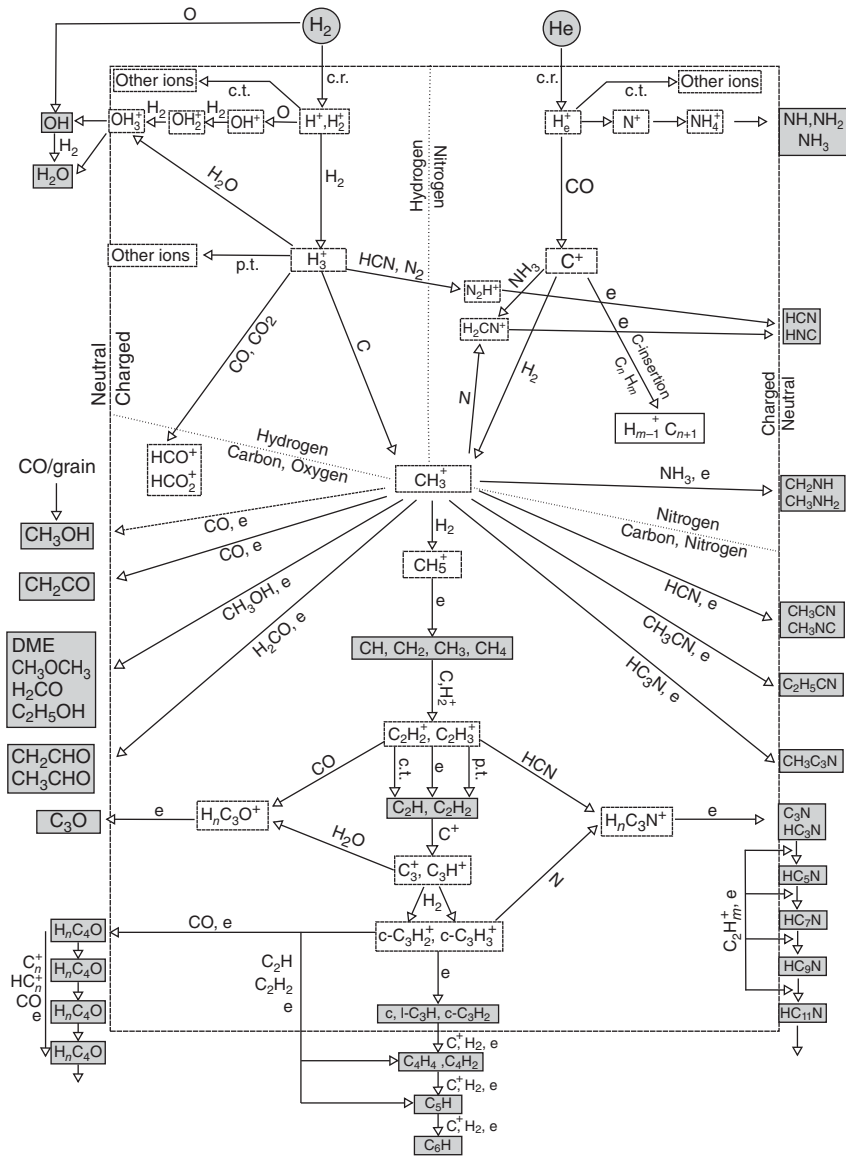 O
H₂
He
c.r.
c.r.
Other ions
c.t.
c.t.
Other ions
OH
OH₃⁺
H₂
OH₂⁺
H₂
OH⁺
O
H⁺,H₂⁺
Hₑ⁺
N⁺
NH₄⁺
NH,NH₂
NH₃
H₂
H₂O
H₂O
H₂
Hydrogen
Nitrogen
CO
Other ions
p.t.
H₃⁺
HCN, N₂
C⁺
NH₃
N₂H⁺
e
H₂CN⁺
e
HCN
HNC
CO, CO2
C
N
H₂
C-insertion
Cₙ Hₘ
Neutral
Charged
Charged
Neutral
+
Hₘ₋₁ Cₙ₊₁
Hydrogen
Carbon, Oxygen
HCO⁺
HCO₂⁺
CO/grain
CH₃⁺
NH₃, e
CH₂NH
CH₃NH₂
Nitrogen
Carbon, Nitrogen
CH₃OH
CO, e
CO, e
H₂
CH₂CO
CH₅⁺
CH₃OH, e
H₂CO, e
e
HCN, e
CH₃CN, e
HC₃N, e
CH₃CN
CH₃NC
DME
CH₃OCH₃
H₂CO
C₂H₅OH
CH, CH₂, CH₃, CH₄
C₂H₅CN
C,H₂⁺
CH₂CHO
CH₃CHO
C₂H₂⁺, C₂H₃⁺
CH₃C₃N
CO
c.t
e
p.t
HCN
C₃O
e
HₙC₃O⁺
C₂H, C₂H₂
HₙC₃N⁺
e
C₃N
HC₃N
H₂O
C⁺
C₃⁺, C₃H⁺
N
HC₅N
H₂
C₂Hₘ⁺, e
HC₇N
HₙC₄O
CO, e
c-C₃H₂⁺, c-C₃H₃⁺
HC₉N
Cₙ⁺
HCₙ⁺
CO
e
HₙC₄O
C₂H
C₂H₂
e
e
HₙC₄O
c, l-C₃H, c-C₃H₂
HC₁₁N
HₙC₄O
C,⁺H₂, e
C₄H₄ ,C₄H₂
C,⁺H₂, e
C₅H
C,⁺H₂, e
C₆H